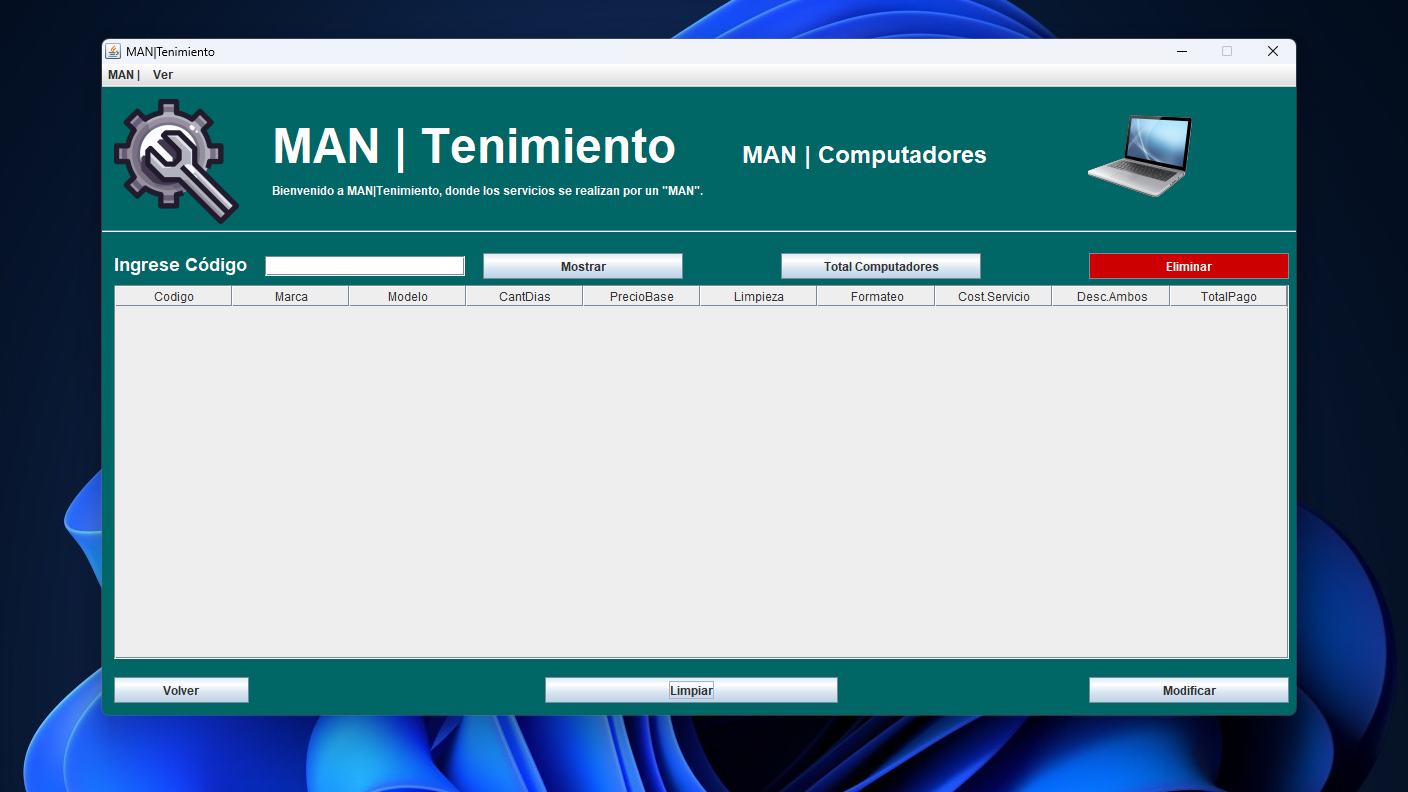 MAN|Tenimiento
MAN | Ver
MAN | Tenimiento
MAN | Computadores
Bienvenido a MAN|Tenimiento, donde los servicios se realizan por un "MAN".
Ingrese Código Mostrar Total Computadores Eliminar
Codigo Marca Modelo CantDias PrecioBase Limpieza Formateo Cost.Servicio Desc.Ambos TotalPago
Volver Limpiar Modificar